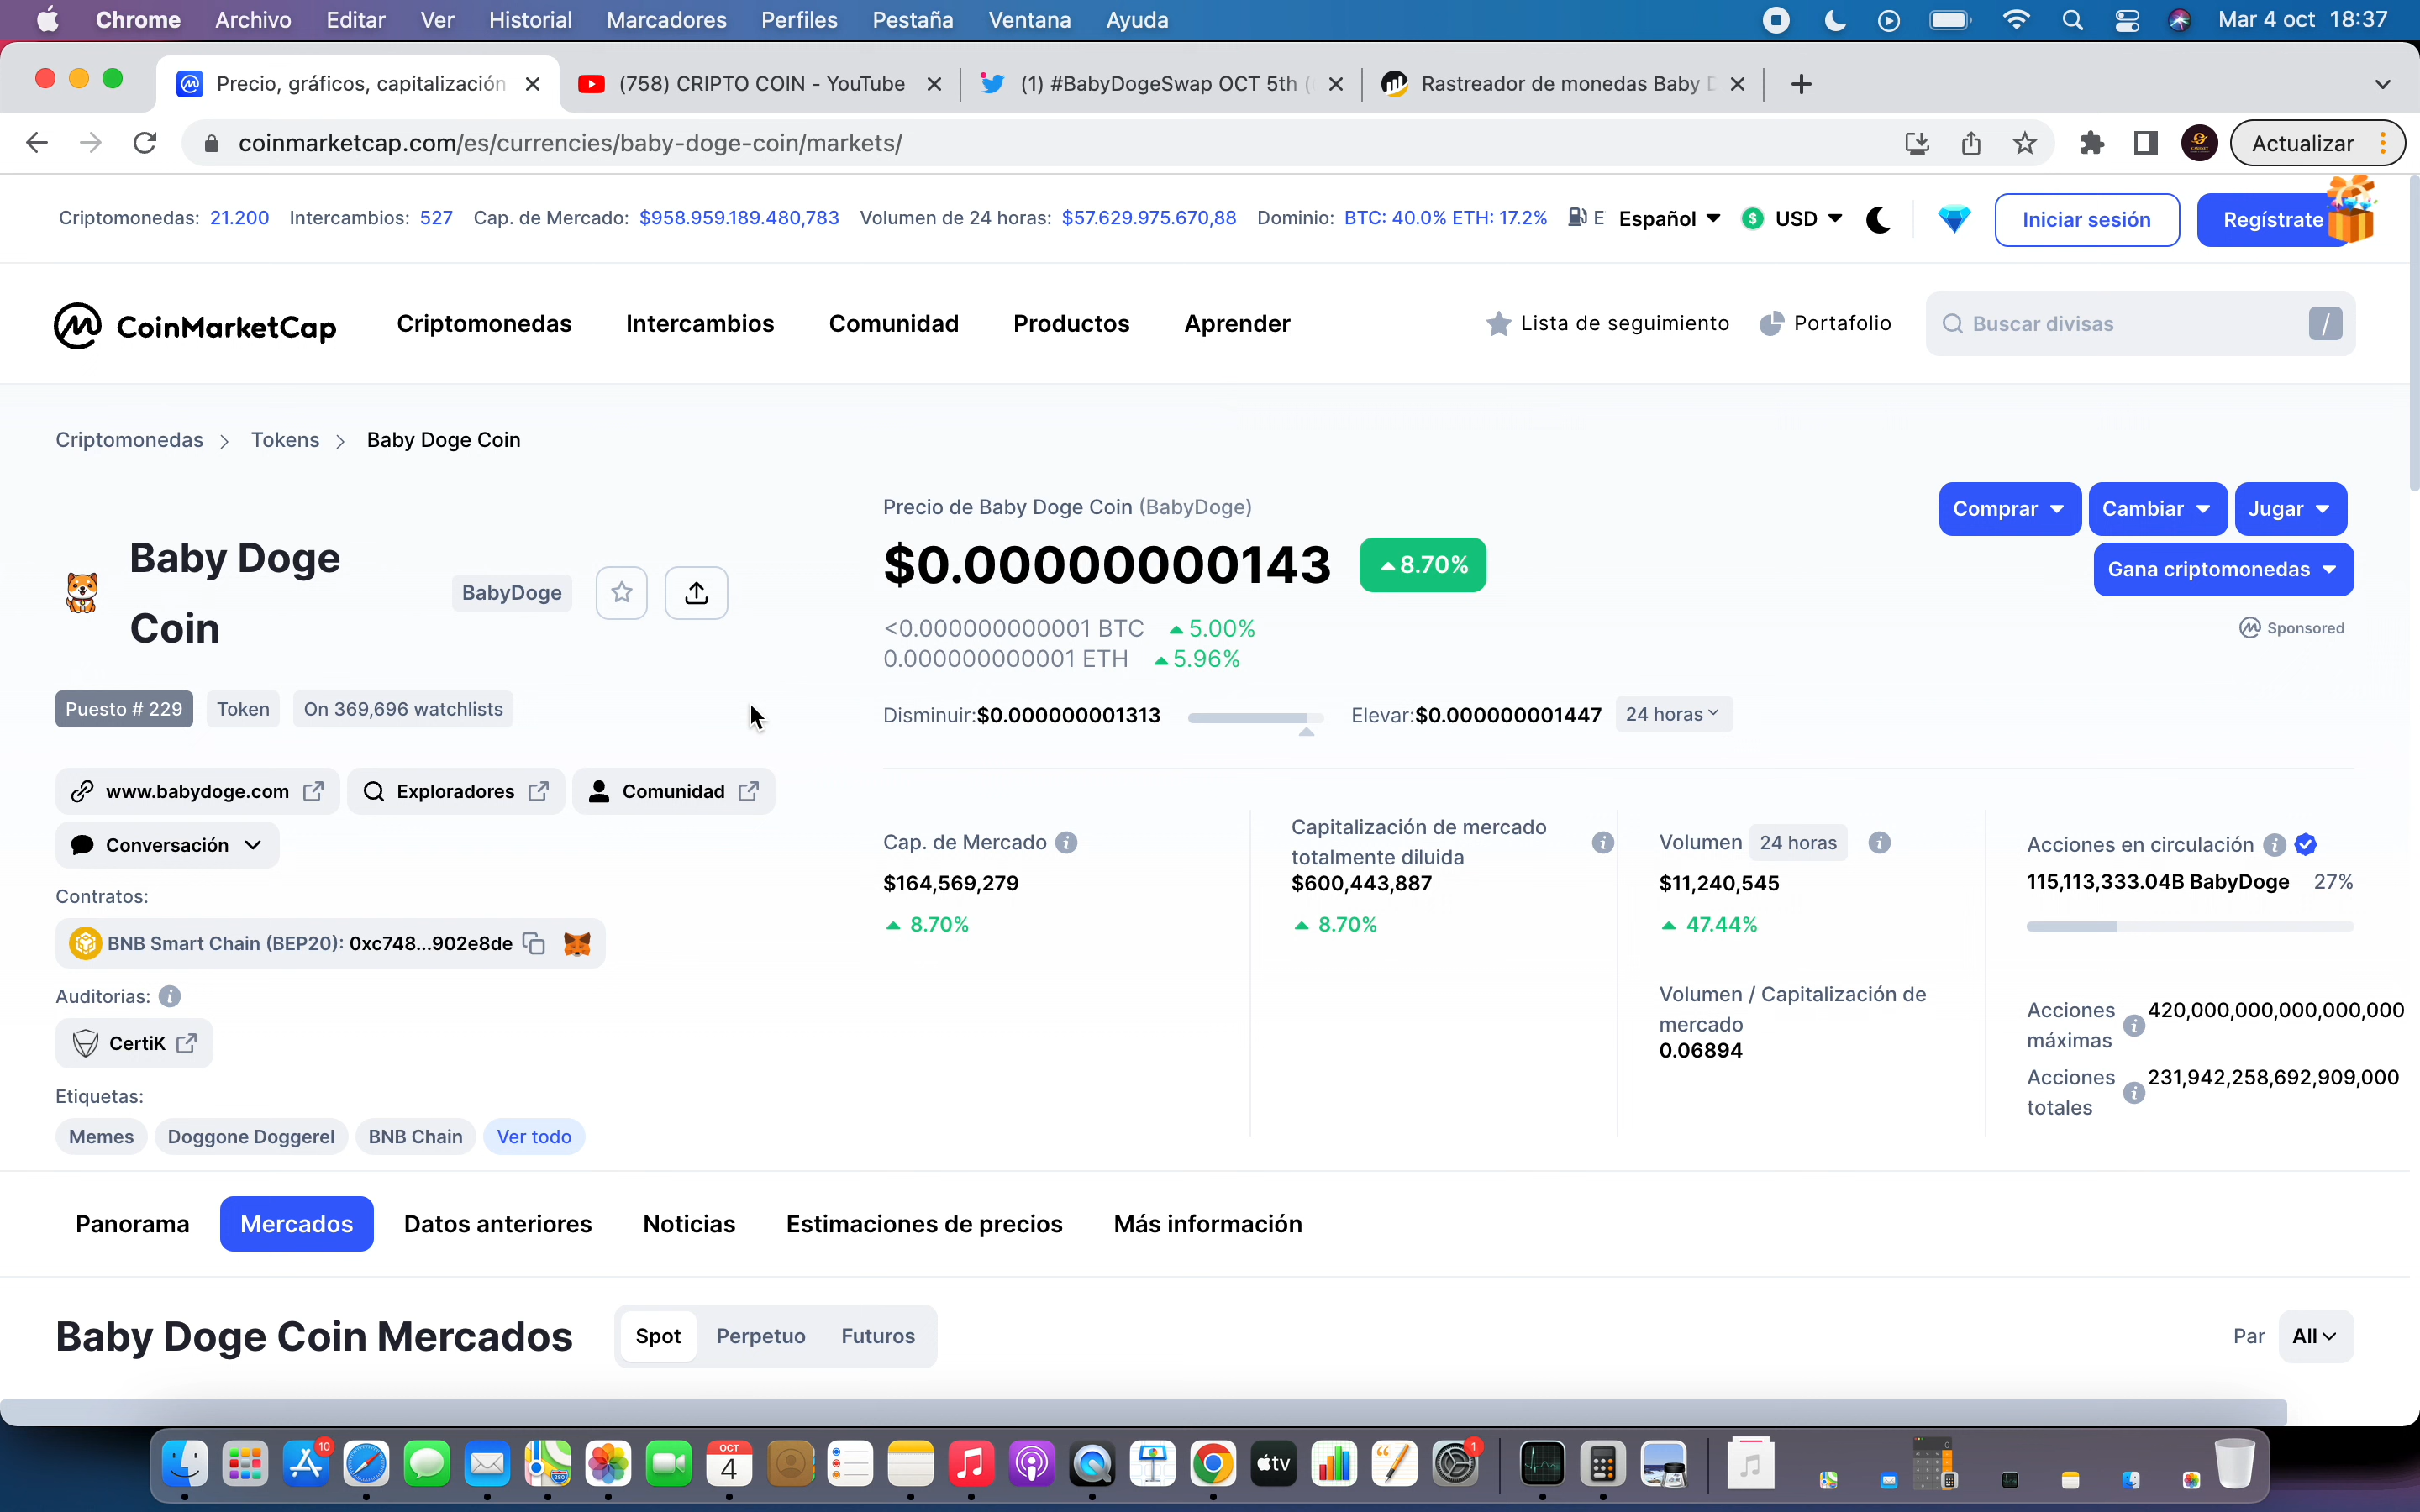 Chrome Archivo Editar Ver Historial Marcadores Perfiles Pestaña Ventana Ayuda Mar 4 oct 18:37
Precio, gráficos, capitalización (758) CRIPTO COIN - YouTube (1) #BabyDogeSwap OCT 5th Rastreador de monedas Baby
coinmarketcap.com/es/currencies/baby-doge-coin/markets/ Actualizar
Criptomonedas: 21.200 Intercambios: 527 Cap. de Mercado: $958.959.189.480,783 Volumen de 24 horas: $57.629.975.670,88 Dominio: BTC: 40.0% ETH: 17.2% E Español USD Iniciar sesión Regístrate
CoinMarketCap Criptomonedas Intercambios Comunidad Productos Aprender Lista de seguimiento Portafolio Buscar divisas /
Criptomonedas > Tokens > Baby Doge Coin
Baby Doge
Coin
BabyDoge
Puesto # 229 Token On 369,696 watchlists
www.babydoge.com Exploradores Comunidad
Conversación
Contratos:
BNB Smart Chain (BEP20): 0xc748...902e8de
Auditorias:
CertiK
Etiquetas:
Memes Doggone Doggerel BNB Chain Ver todo
Precio de Baby Doge Coin (BabyDoge)
$0.00000000143 8.70%
<0.000000000001 BTC 5.00%
0.000000000001 ETH 5.96%
Disminuir:$0.000000001313 Elevar:$0.000000001447 24 horas
Comprar Cambiar Jugar
Gana criptomonedas
Sponsored
Cap. de Mercado
$164,569,279
8.70%
Capitalización de mercado
totalmente diluida
$600,443,887
8.70%
Volumen 24 horas
$11,240,545
47.44%
Volumen / Capitalización de
mercado
0.06894
Acciones en circulación
115,113,333.04B BabyDoge 27%
Acciones
máximas
420,000,000,000,000,000
Acciones
totales
231,942,258,692,909,000
Panorama Mercados Datos anteriores Noticias Estimaciones de precios Más información
Baby Doge Coin Mercados Spot Perpetuo Futuros Par All
10 OCT 4 280 tv 1